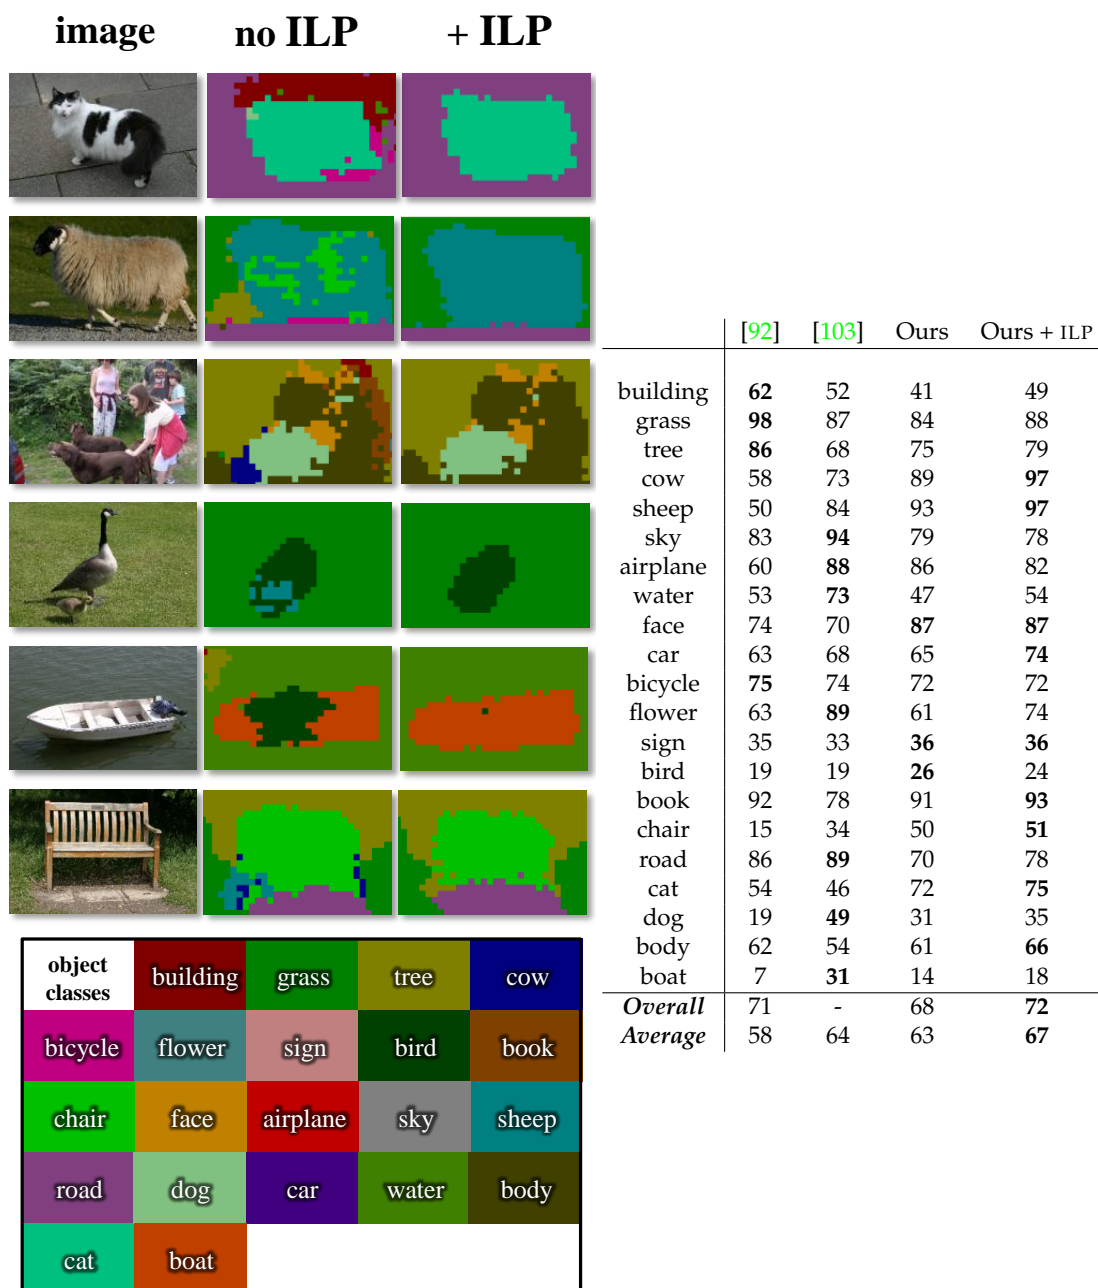 image no ILP + ILP
[92] [103] Ours Ours + ILP
building 62 52 41 49
grass 98 87 84 88
tree 86 68 75 79
cow 58 73 89 97
sheep 50 84 93 97
sky 83 94 79 78
airplane 60 88 86 82
water 53 73 47 54
face 74 70 87 87
car 63 68 65 74
bicycle 75 74 72 72
flower 63 89 61 74
sign 35 33 36 36
bird 19 19 26 24
book 92 78 91 93
chair 15 34 50 51
road 86 89 70 78
cat 54 46 72 75
dog 19 49 31 35
body 62 54 61 66
boat 7 31 14 18
Overall 71 - 68 72
Average 58 64 63 67
object
classes
building grass tree cow
bicycle flower sign bird book
chair face airplane sky sheep
road dog car water body
cat boat